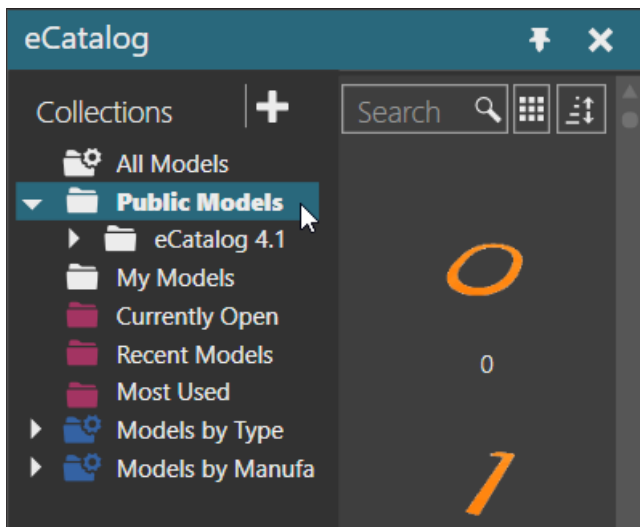 eCatalog
Collections
Search
All Models
Public Models
eCatalog 4.1
My Models
Currently Open
Recent Models
Most Used
Models by Type
Models by Manufa
0
0
1